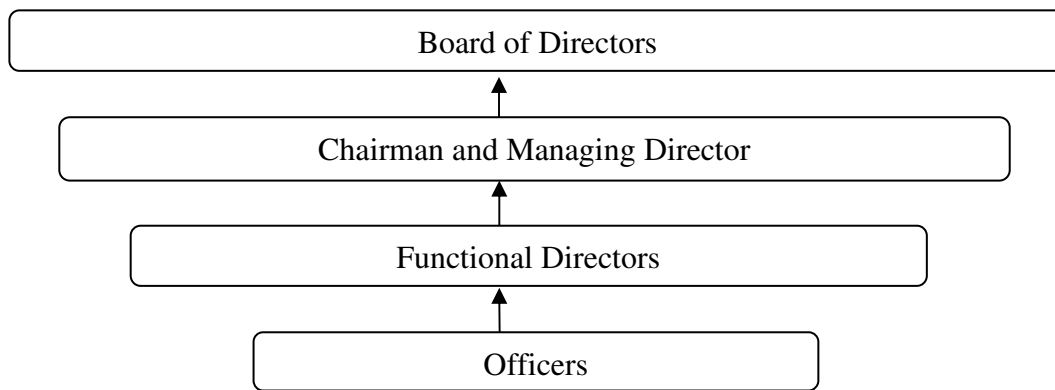 Board of Directors
Chairman and Managing Director
Functional Directors
Officers